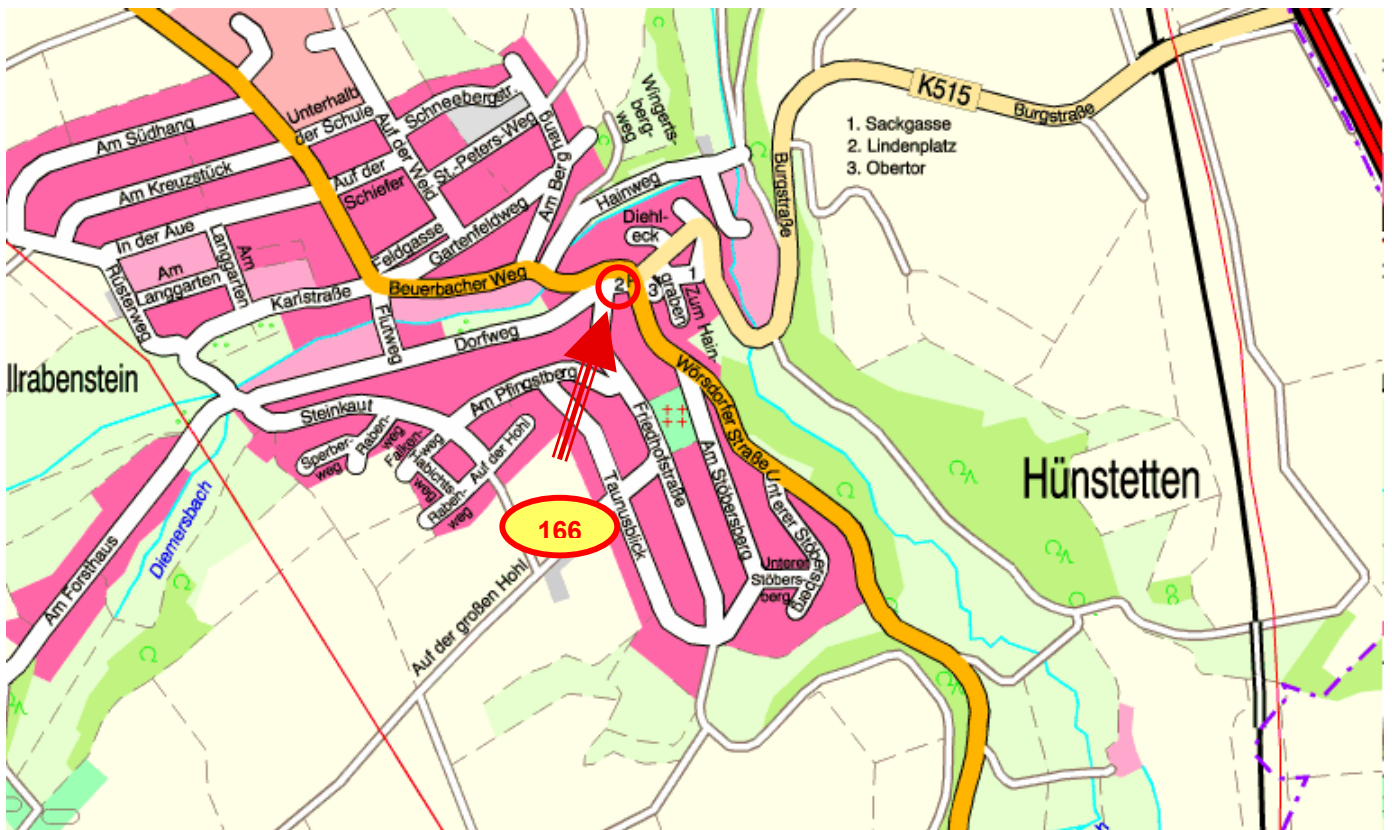 K515
Burgstraße
1. Sackgasse
2. Lindenplatz
3. Obertor
Burgstraße
Wingerts-
berg-
weg
Schneebergstr.
Unterhalb
der Schule
Am Südhang
Auf der Weid
St.-Peters-Weg
Am Berghang
Am Kreuzstück
Auf der
Schiefer
Hainweg
Diehl-
eck
In der Aue
Feldgasse
Gartenfeldweg
Am
Langgarten
Am
Langgarten
Rüsterweg
Karlstraße
Beuerbacher Weg
2
3
1
graben
Zum Hain-
Flutweg
Dorfweg
llrabenstein
Wörsdorfer Straße
Am Pfingstberg
Steinkaut
Friedhofstraße
Sperber-
weg
Raben-
weg
Falken-
weg
Habichts-
weg
Auf der Hohl
Raben-
weg
Am Stöbersberg
Unterer Stöbersberg
Hünstetten
Taunusblick
166
Unterer
Stöbers-
berg
Diemersbach
Am Forsthaus
Auf der großen Hohl